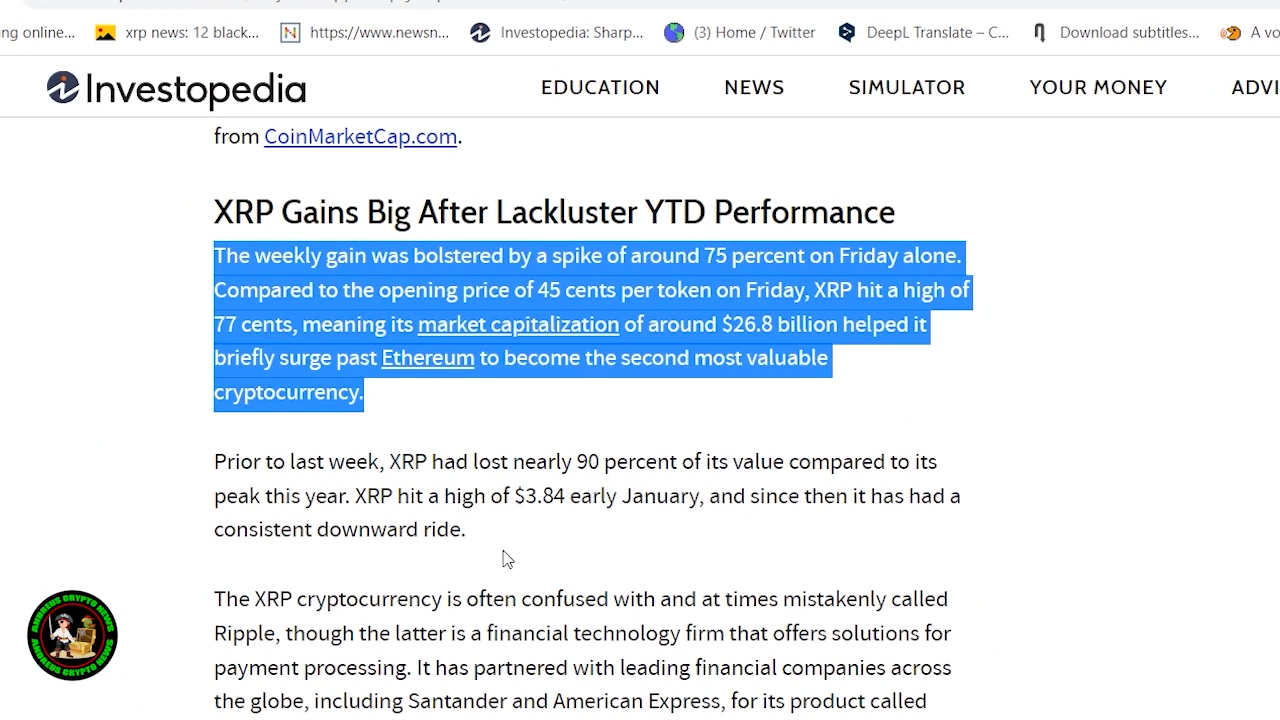 ing online...
xrp news: 12 black...
https://www.newsn...
Investopedia: Sharp...
(3) Home / Twitter
DeepL Translate – C...
Download subtitles...
A vo
Investopedia
EDUCATION
NEWS
SIMULATOR
YOUR MONEY
ADVI
from CoinMarketCap.com.
XRP Gains Big After Lackluster YTD Performance
The weekly gain was bolstered by a spike of around 75 percent on Friday alone.
Compared to the opening price of 45 cents per token on Friday, XRP hit a high of
77 cents, meaning its market capitalization of around $26.8 billion helped it
briefly surge past Ethereum to become the second most valuable
cryptocurrency.
Prior to last week, XRP had lost nearly 90 percent of its value compared to its
peak this year. XRP hit a high of $3.84 early January, and since then it has had a
consistent downward ride.
The XRP cryptocurrency is often confused with and at times mistakenly called
Ripple, though the latter is a financial technology firm that offers solutions for
payment processing. It has partnered with leading financial companies across
the globe, including Santander and American Express, for its product called
ANDREUS CRYPTO NEWS
ANDREUS CRYPTO NEWS